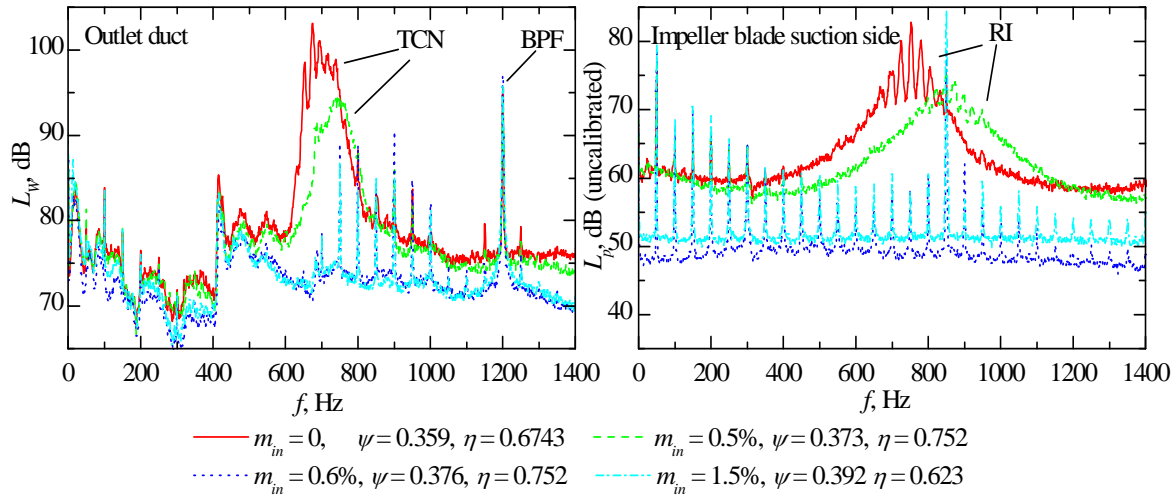 Outlet duct
TCN
BPF
L_W, dB
100
90
80
70
0 200 400 600 800 1000 1200 1400
f, Hz
Impeller blade suction side
RI
L_p, dB (uncalibrated)
80
70
60
50
40
0 200 400 600 800 1000 1200 1400
f, Hz
m_in = 0, ψ = 0.359, η = 0.6743
m_in = 0.5%, ψ = 0.373, η = 0.752
m_in = 0.6%, ψ = 0.376, η = 0.752
m_in = 1.5%, ψ = 0.392 η = 0.623